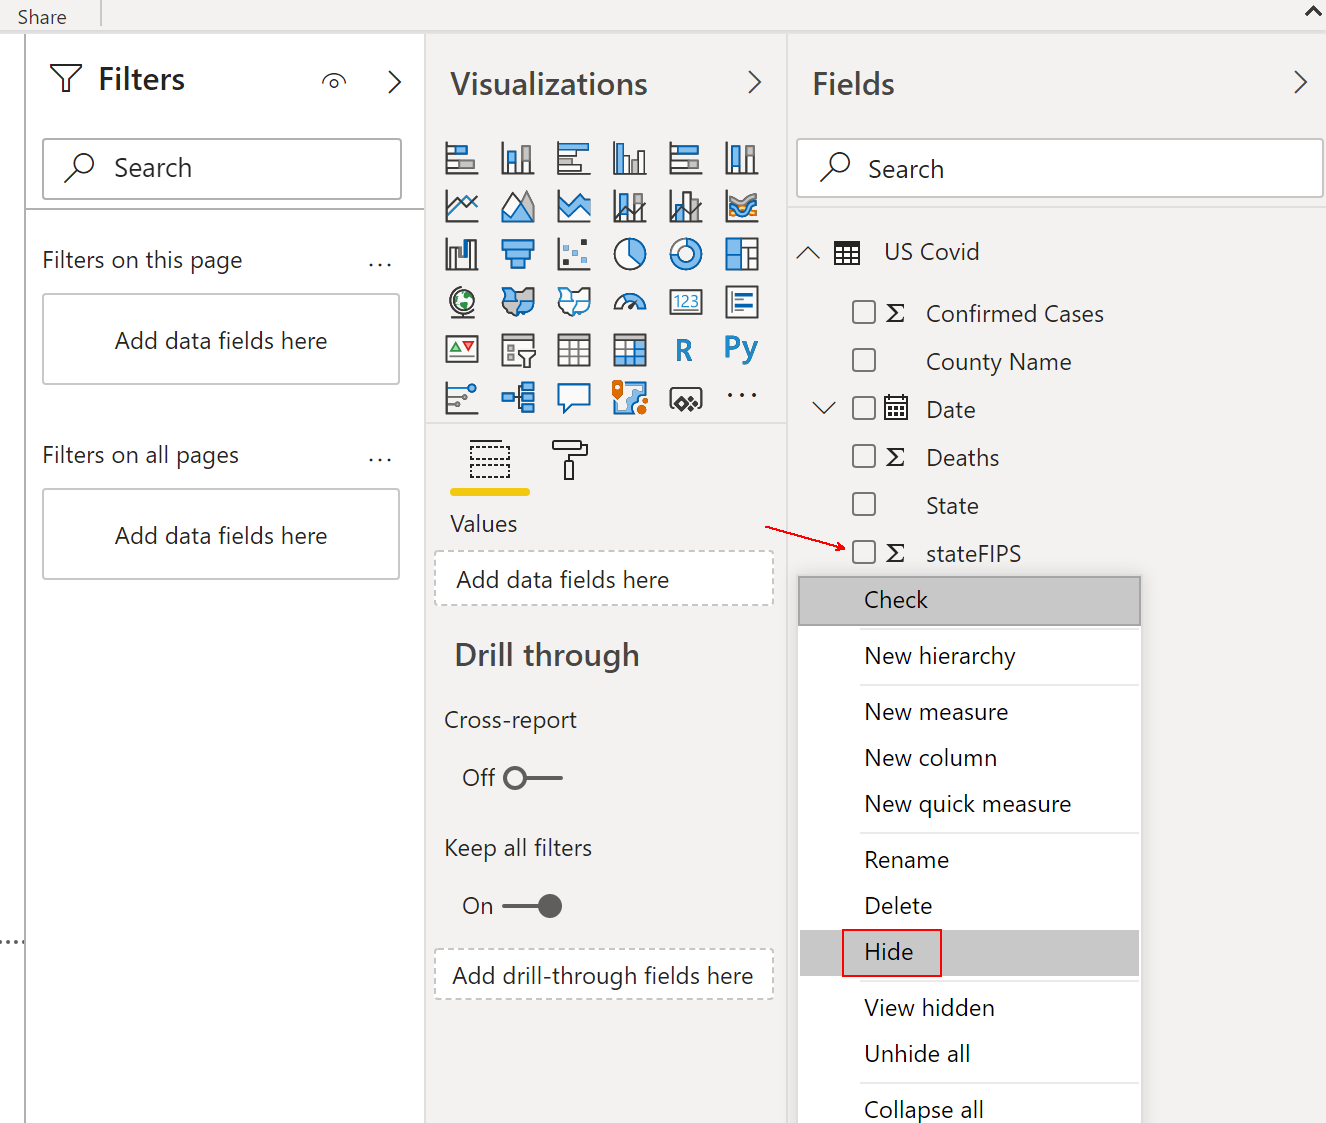 Share
Filters
Search
Filters on this page
...
Add data fields here
Filters on all pages
...
Add data fields here
Visualizations
123
R
Py
...
Values
Add data fields here
Drill through
Cross-report
Off
Keep all filters
On
Add drill-through fields here
Fields
Search
US Covid
Σ Confirmed Cases
County Name
Date
Σ Deaths
State
Σ stateFIPS
Check
New hierarchy
New measure
New column
New quick measure
Rename
Delete
Hide
View hidden
Unhide all
Collapse all